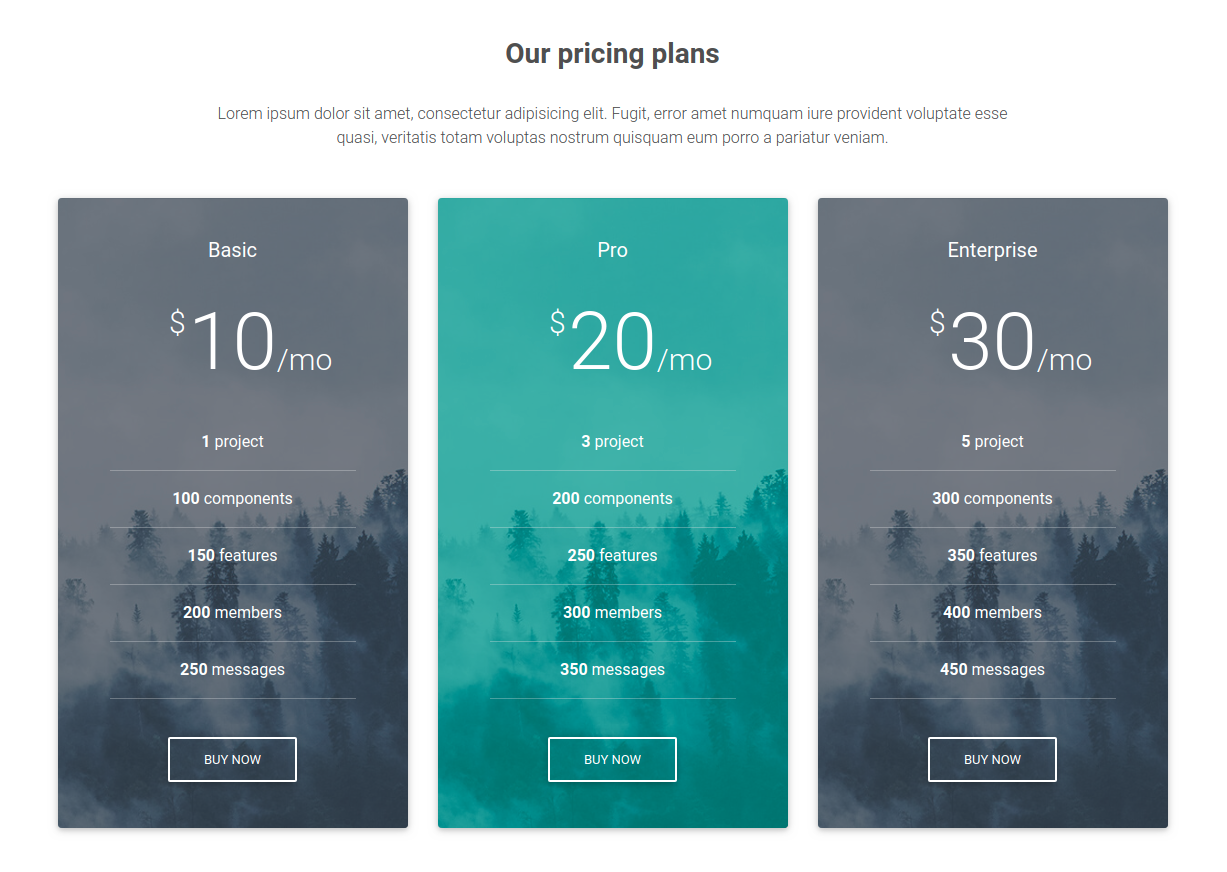 Our pricing plans
Lorem ipsum dolor sit amet, consectetur adipisicing elit. Fugit, error amet numquam iure provident voluptate esse
quasi, veritatis totam voluptas nostrum quisquam eum porro a pariatur veniam.
Basic
$10/mo
1 project
100 components
150 features
200 members
250 messages
BUY NOW
Pro
$20/mo
3 project
200 components
250 features
300 members
350 messages
BUY NOW
Enterprise
$30/mo
5 project
300 components
350 features
400 members
450 messages
BUY NOW